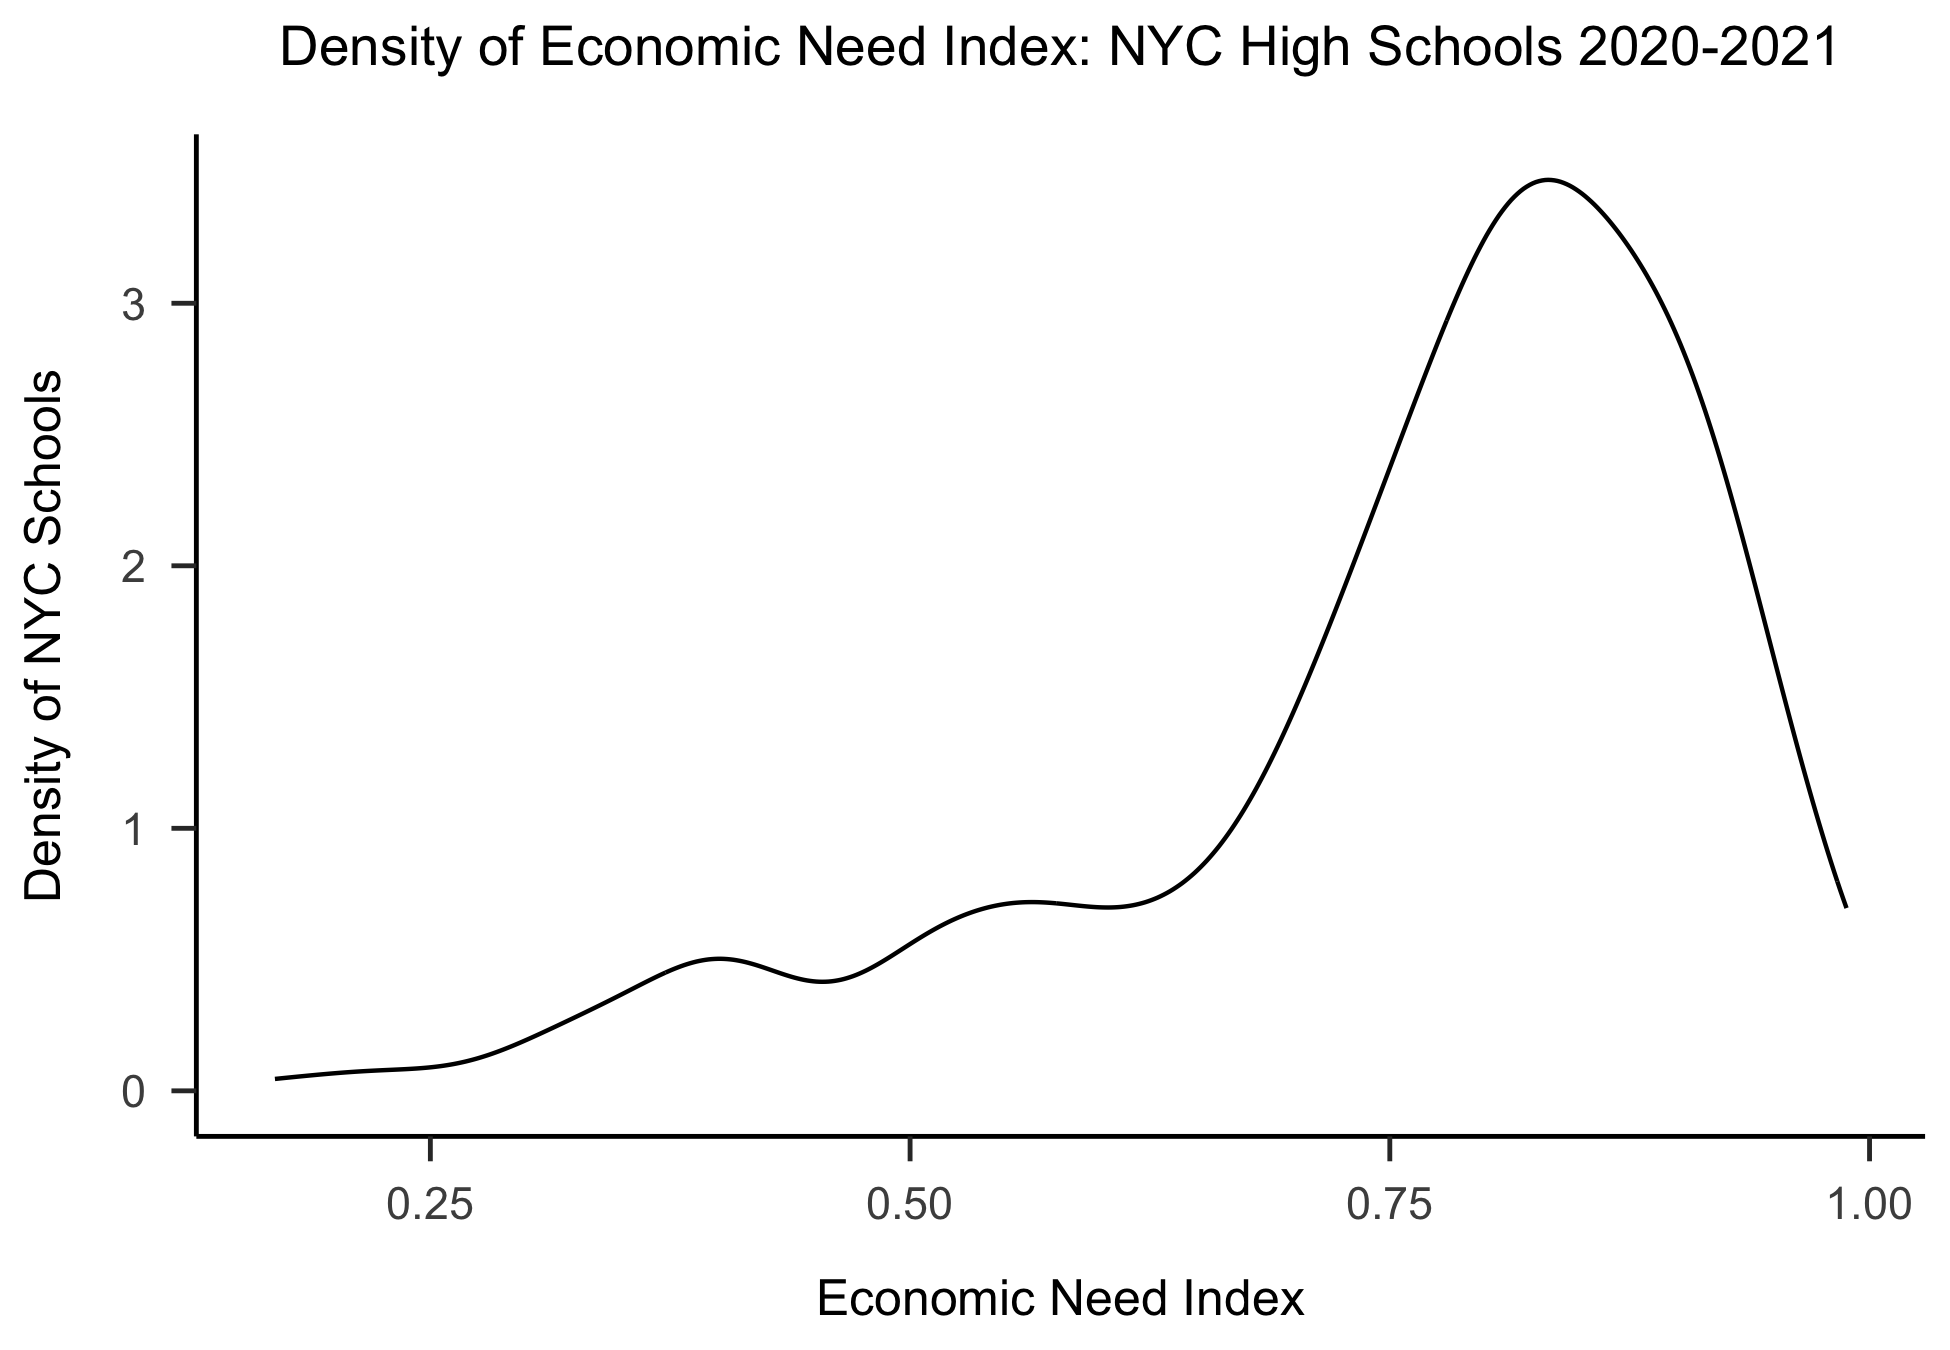 Density of Economic Need Index: NYC High Schools 2020-2021
Density of NYC Schools
3
2
1
0
0.25
0.50
0.75
1.00
Economic Need Index